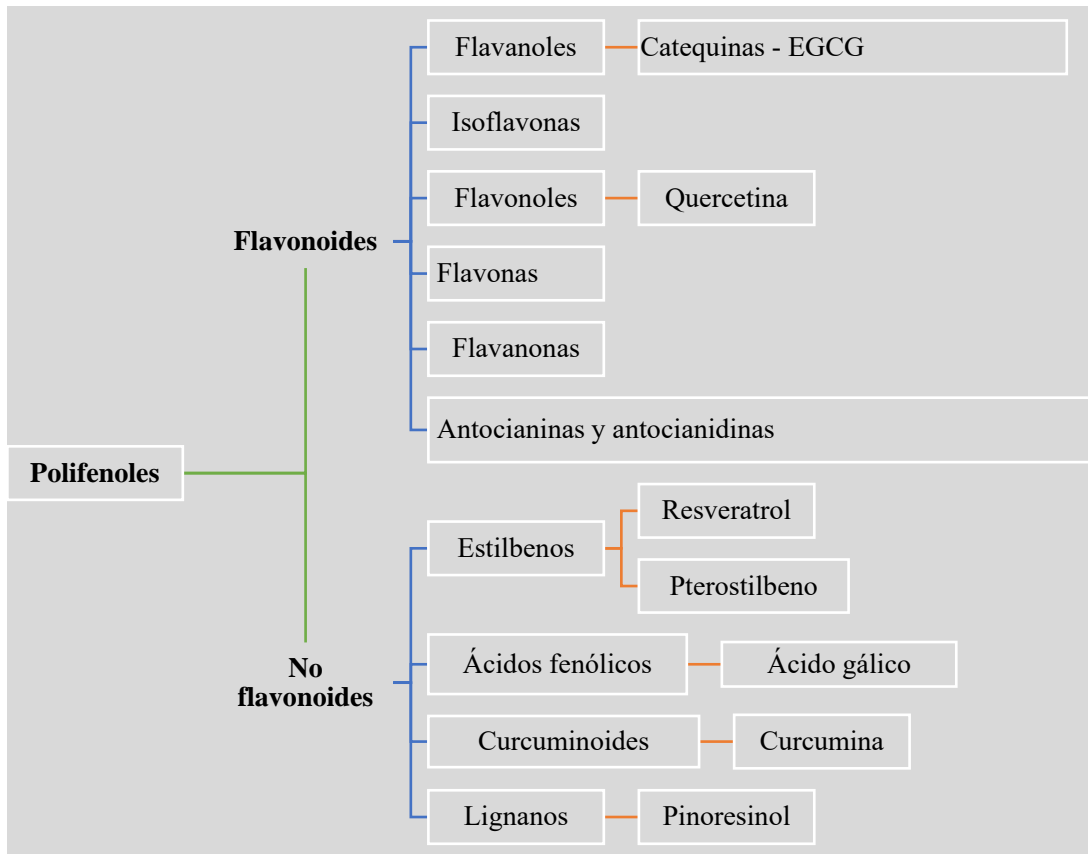 Polifenoles
Flavonoides
Flavanoles
Catequinas - EGCG
Isoflavonas
Flavonoles
Quercetina
Flavonas
Flavanonas
Antocianinas y antocianidinas
No
flavonoides
Estilbenos
Resveratrol
Pterostilbeno
Ácidos fenólicos
Ácido gálico
Curcuminoides
Curcumina
Lignanos
Pinoresinol